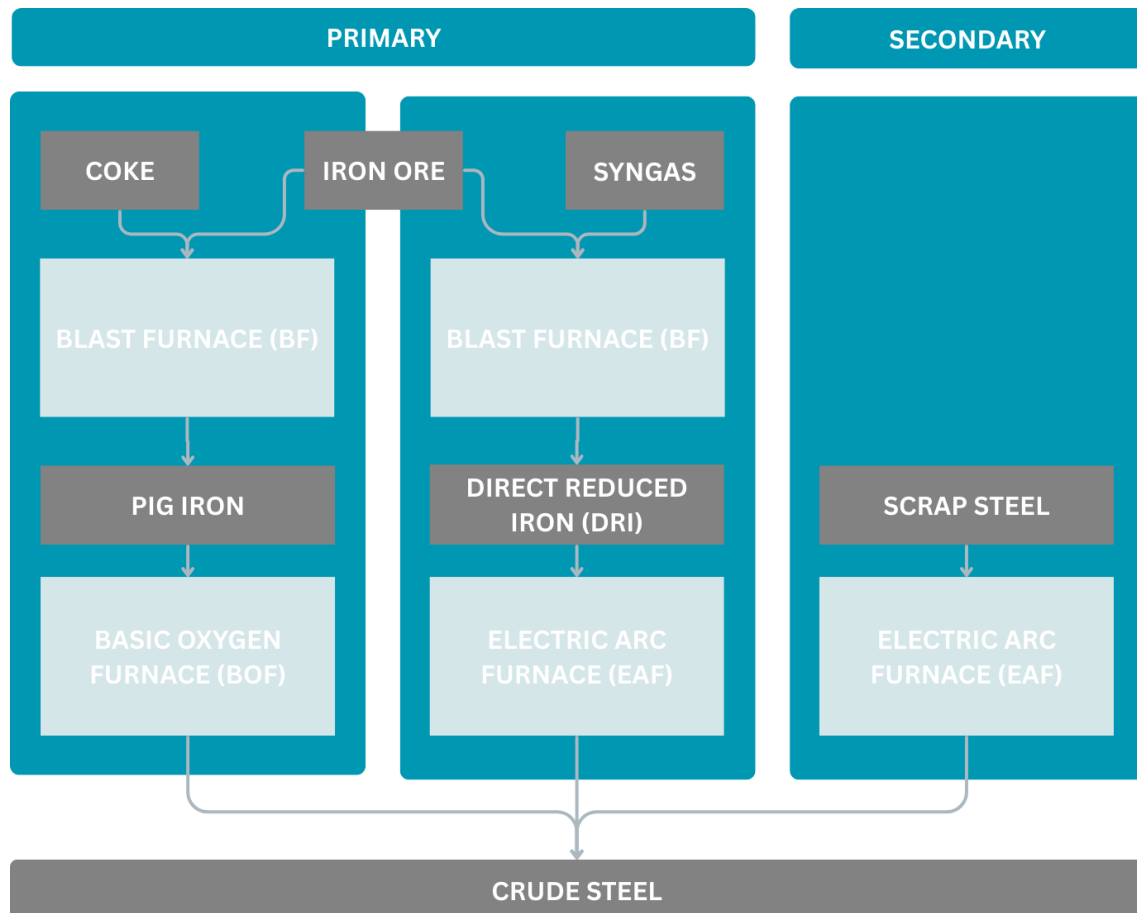 PRIMARY
SECONDARY
COKE
IRON ORE
SYNGAS
BLAST FURNACE (BF)
BLAST FURNACE (BF)
PIG IRON
DIRECT REDUCED
IRON (DRI)
SCRAP STEEL
BASIC OXYGEN
FURNACE (BOF)
ELECTRIC ARC
FURNACE (EAF)
ELECTRIC ARC
FURNACE (EAF)
CRUDE STEEL